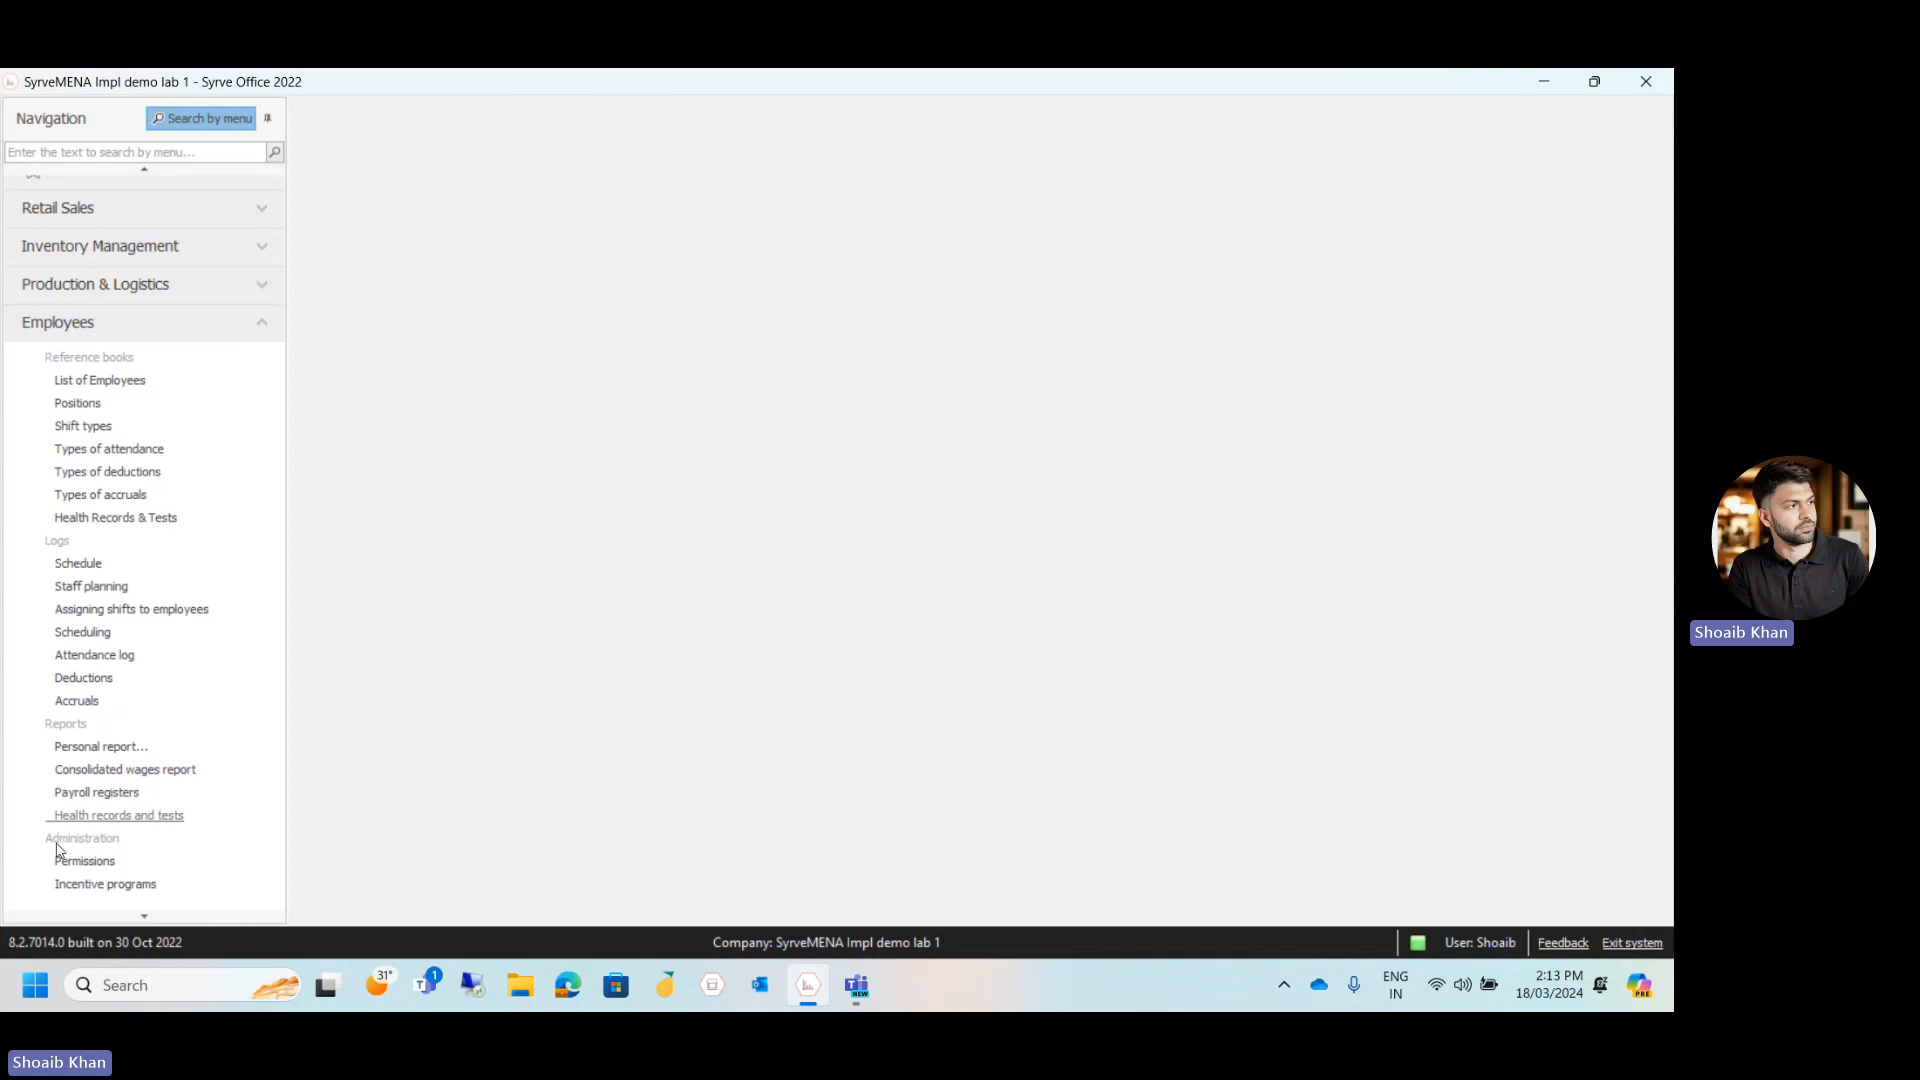 SyrveMENA Impl demo lab 1 - Syrve Office 2022
Navigation
Search by menu
Enter the text to search by menu...
Retail Sales
Inventory Management
Production & Logistics
Employees
Reference books
List of Employees
Positions
Shift types
Types of attendance
Types of deductions
Types of accruals
Health Records & Tests
Logs
Schedule
Staff planning
Assigning shifts to employees
Scheduling
Attendance log
Deductions
Accruals
Reports
Personal report...
Consolidated wages report
Payroll registers
Health records and tests
Administration
Permissions
Incentive programs
8.2.7014.0 built on 30 Oct 2022
Company: SyrveMENA Impl demo lab 1
User: Shoaib
Feedback
Exit system
Search
31°
1
NEW
ENG
IN
2:13 PM
18/03/2024
PRE
Shoaib Khan
Shoaib Khan